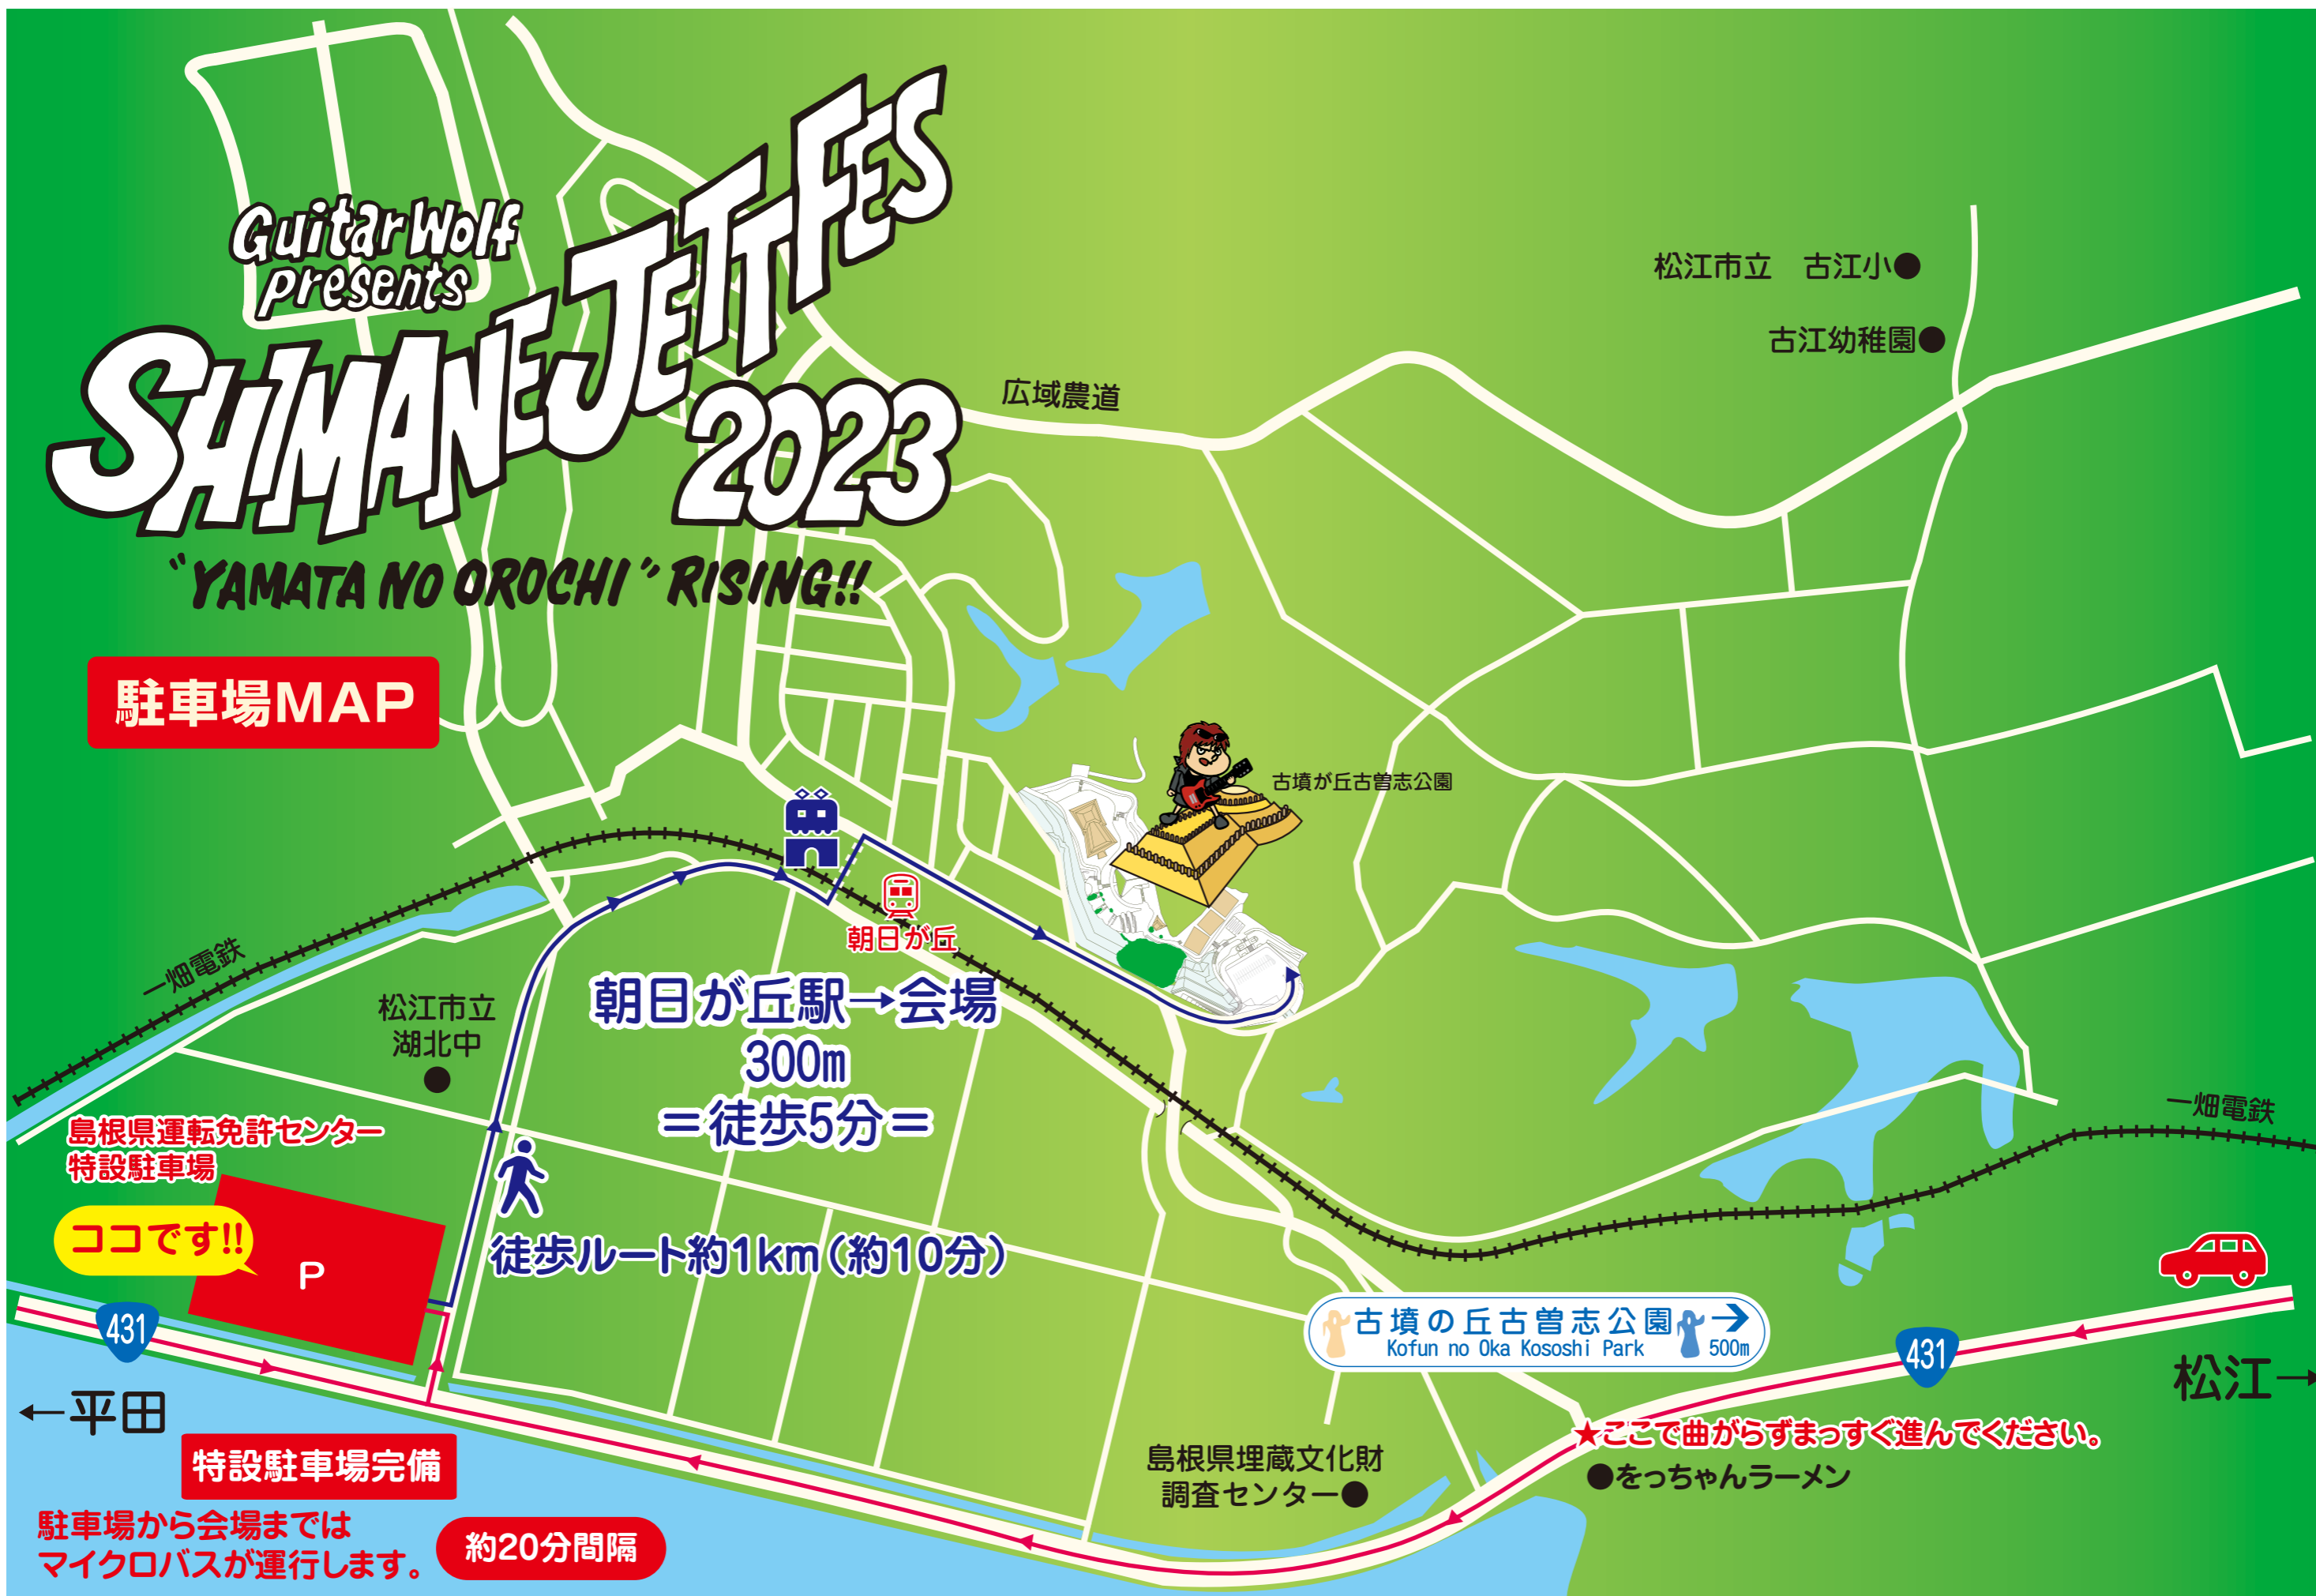 Guitar Wolf
presents
SHIMANE JETT FES
2023
"YAMATA NO OROCHI" RISING!!
駐車場MAP
松江市立　古江小●
古江幼稚園●
広域農道
古墳が丘古曽志公園
朝日が丘
一畑電鉄
松江市立
湖北中
●
朝日が丘駅→会場
300m
＝徒歩5分＝
一畑電鉄
島根県運転免許センター
特設駐車場
ココです!!
P
徒歩ルート約1km（約10分）
431
古墳の丘古曽志公園
Kofun no Oka Kososhi Park
→
500m
431
←平田
松江→
★ここで曲がらずまっすぐ進んでください。
●をっちゃんラーメン
島根県埋蔵文化財
調査センター●
特設駐車場完備
駐車場から会場までは
マイクロバスが運行します。
約20分間隔